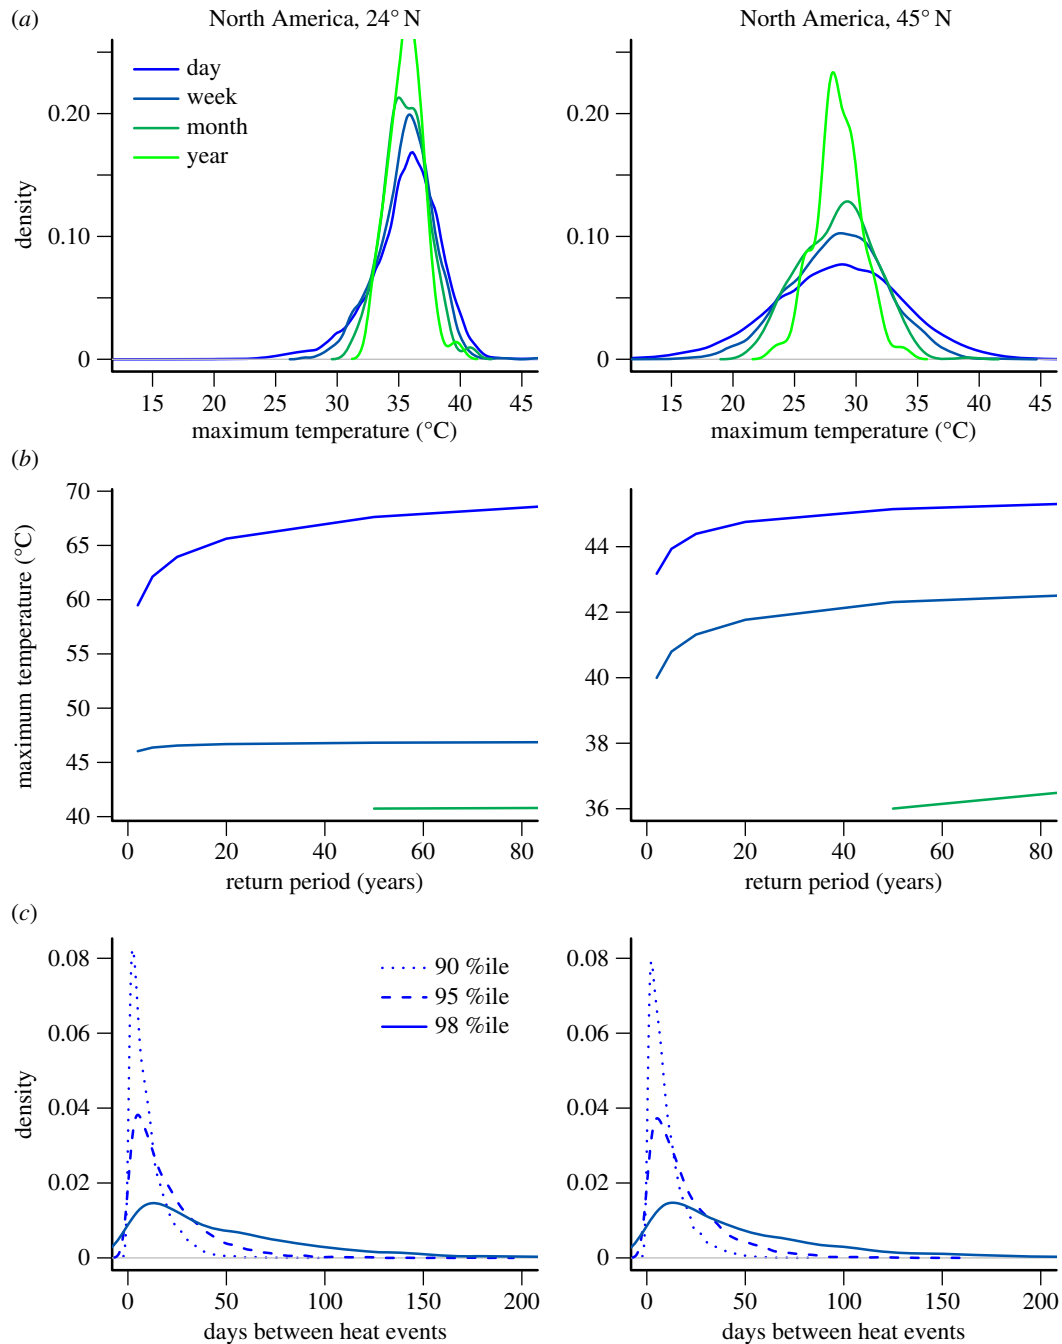 (a)
North America, 24° N
North America, 45° N
day
week
month
year
0.20
0.10
0
density
15 20 25 30 35 40 45
maximum temperature (°C)
0.20
0.10
0
15 20 25 30 35 40 45
maximum temperature (°C)
(b)
70
65
60
55
50
45
40
maximum temperature (°C)
0 20 40 60 80
return period (years)
44
42
40
38
36
0 20 40 60 80
return period (years)
(c)
90 %ile
95 %ile
98 %ile
0.08
0.06
0.04
0.02
0
density
0 50 100 150 200
days between heat events
0.08
0.06
0.04
0.02
0
0 50 100 150 200
days between heat events